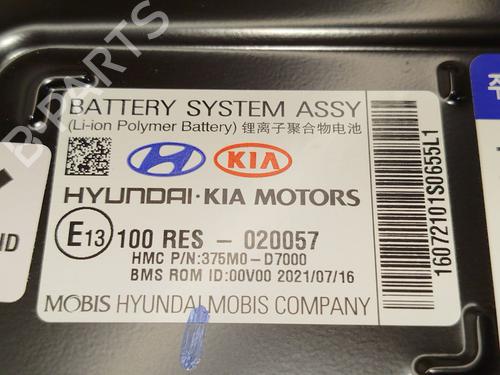 BATTERY SYSTEM ASSY
(Li-ion Polymer Battery) 锂离子聚合物电池
HYUNDAI · KIA MOTORS
E13 100 RES - 020057
HMC P/N:375M0-D7000
BMS ROM ID:00V00 2021/07/16
MOBIS HYUNDAI MOBIS COMPANY
16072101S0655L1
KIA
B-PARTS
ND
주